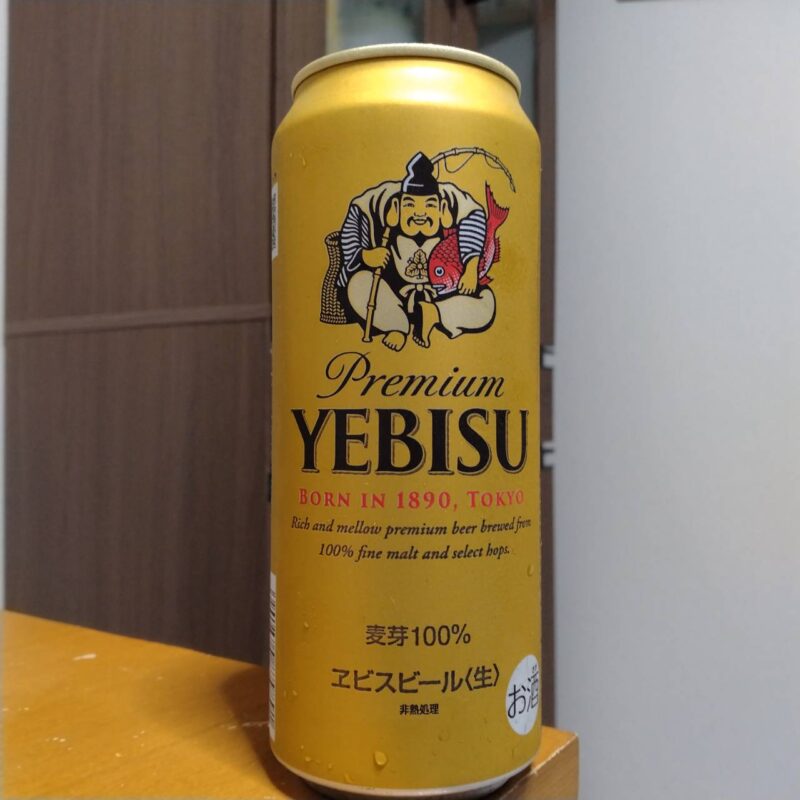 Premium
YEBISU
BORN IN 1890, TOKYO
Rich and mellow premium beer brewed from
100% fine malt and select hops.
麦芽100%
ヱビスビール〈生〉
非熱処理
お酒